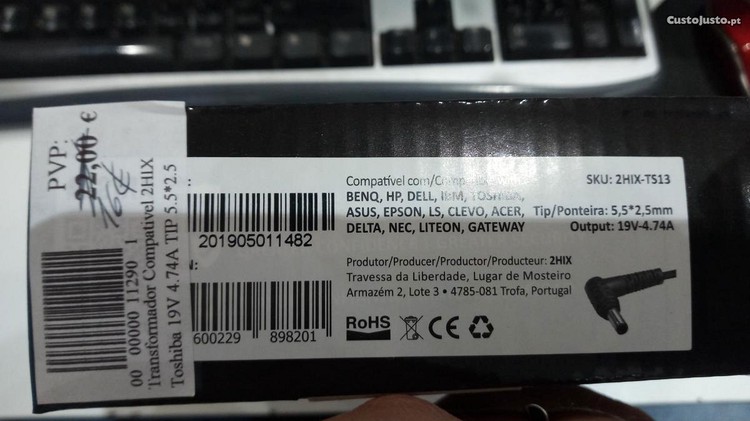 CustoJusto.pt
PVP:
22,00 €
16€
00 00000 11290 1
Transformador Compativel 2HIX
Toshiba 19V 4.74A TIP 5.5*2.5
Compatível com/
BENQ, HP, DELL, IBM, TOSHIBA,
ASUS, EPSON, LS, CLEVO, ACER,
DELTA, NEC, LITEON, GATEWAY
SKU: 2HIX-TS13
Tip/Ponteira: 5,5*2,5mm
Output: 19V-4.74A
201905011482
N:
600229 898201
Produtor/Producer/Productor/Producteur: 2HIX
Travessa da Liberdade, Lugar de Mosteiro
Armazém 2, Lote 3 • 4785-081 Trofa, Portugal
RoHS
CE